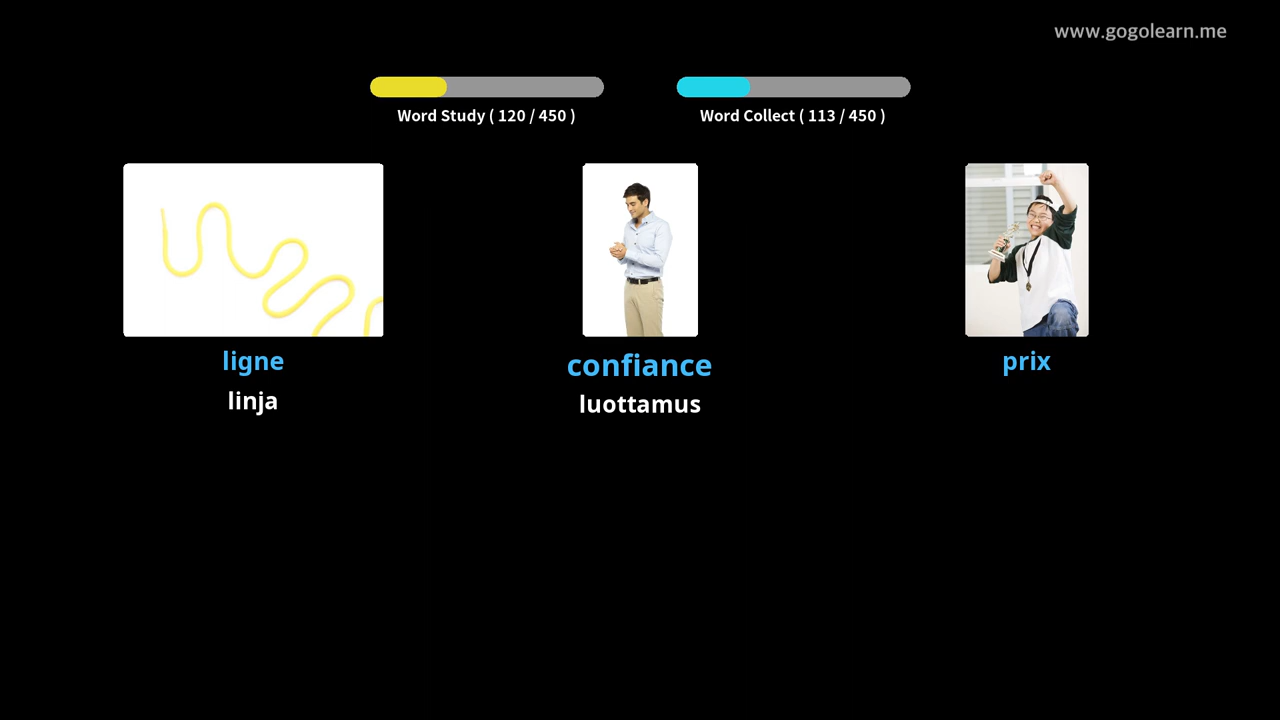 www.gogolearn.me
Word Study ( 120 / 450 )
Word Collect ( 113 / 450 )
ligne
linja
confiance
luottamus
prix